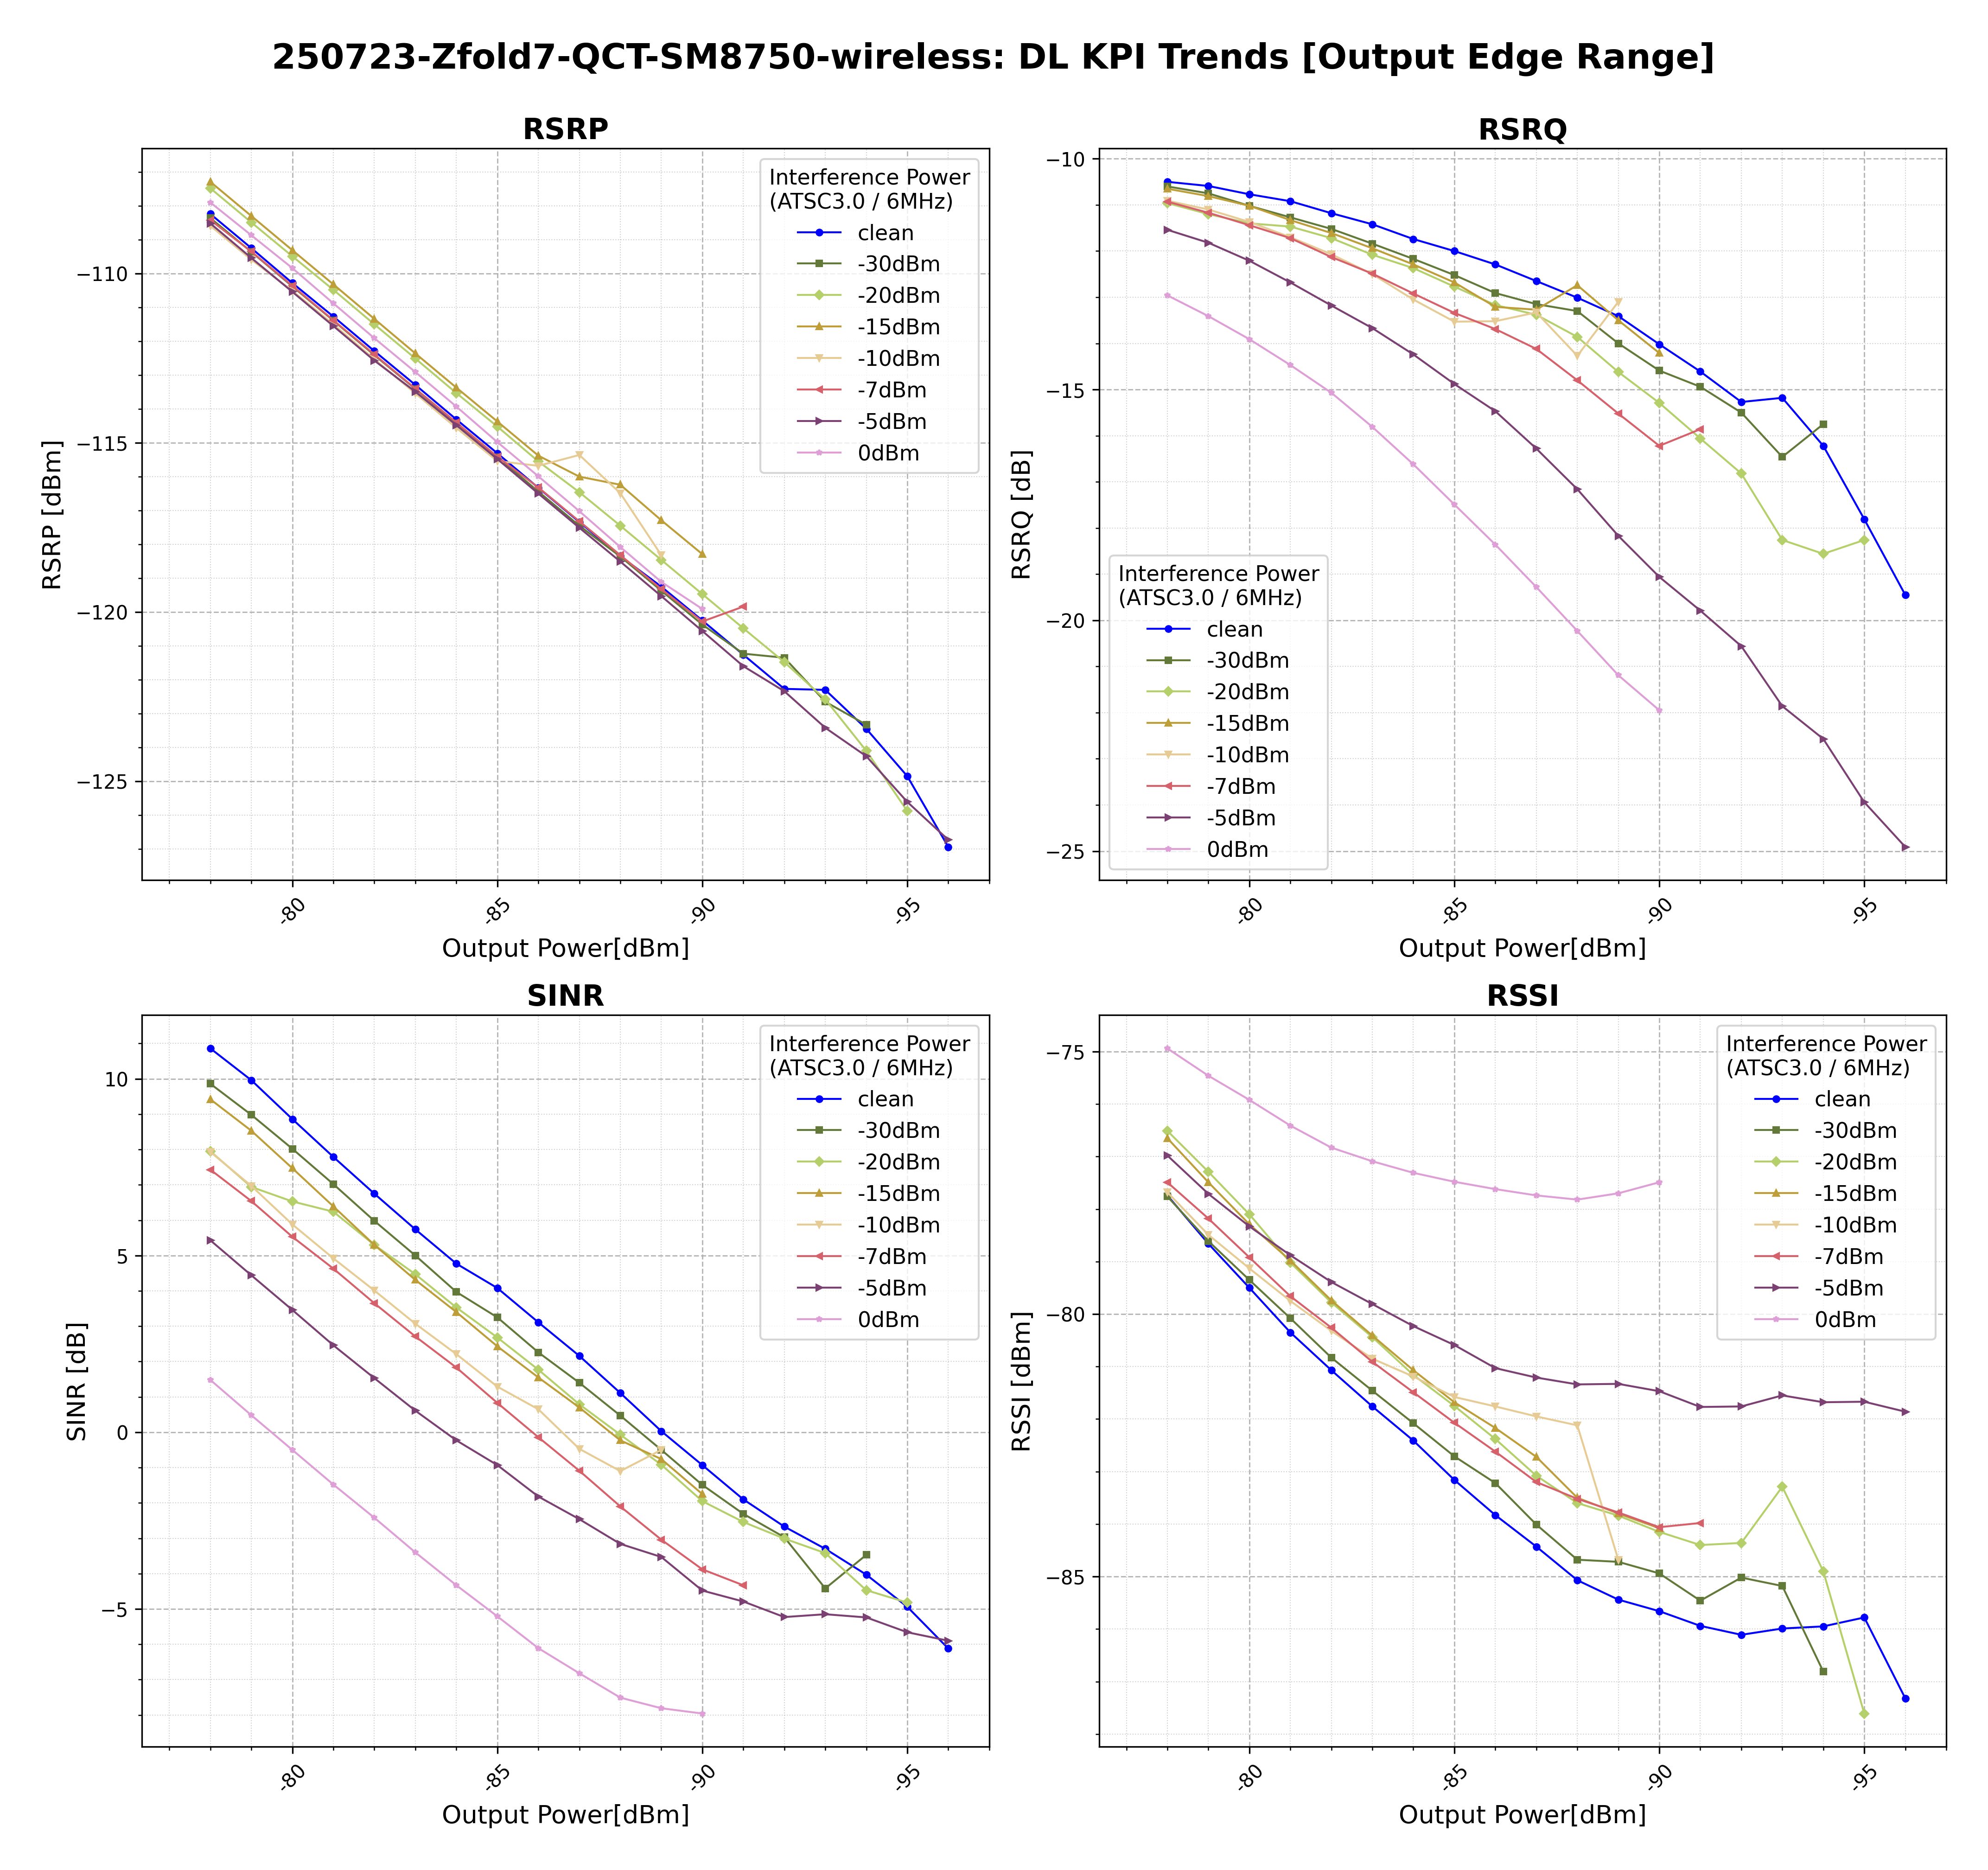 250723-Zfold7-QCT-SM8750-wireless: DL KPI Trends [Output Edge Range]
RSRP
RSRP [dBm]
−110
−115
−120
−125
Interference Power
(ATSC3.0 / 6MHz)
clean
-30dBm
-20dBm
-15dBm
-10dBm
-7dBm
-5dBm
0dBm
-80
-85
-90
-95
Output Power[dBm]
RSRQ
RSRQ [dB]
−10
−15
−20
−25
Interference Power
(ATSC3.0 / 6MHz)
clean
-30dBm
-20dBm
-15dBm
-10dBm
-7dBm
-5dBm
0dBm
-80
-85
-90
-95
Output Power[dBm]
SINR
SINR [dB]
10
5
0
−5
Interference Power
(ATSC3.0 / 6MHz)
clean
-30dBm
-20dBm
-15dBm
-10dBm
-7dBm
-5dBm
0dBm
-80
-85
-90
-95
Output Power[dBm]
RSSI
RSSI [dBm]
−75
−80
−85
Interference Power
(ATSC3.0 / 6MHz)
clean
-30dBm
-20dBm
-15dBm
-10dBm
-7dBm
-5dBm
0dBm
-80
-85
-90
-95
Output Power[dBm]